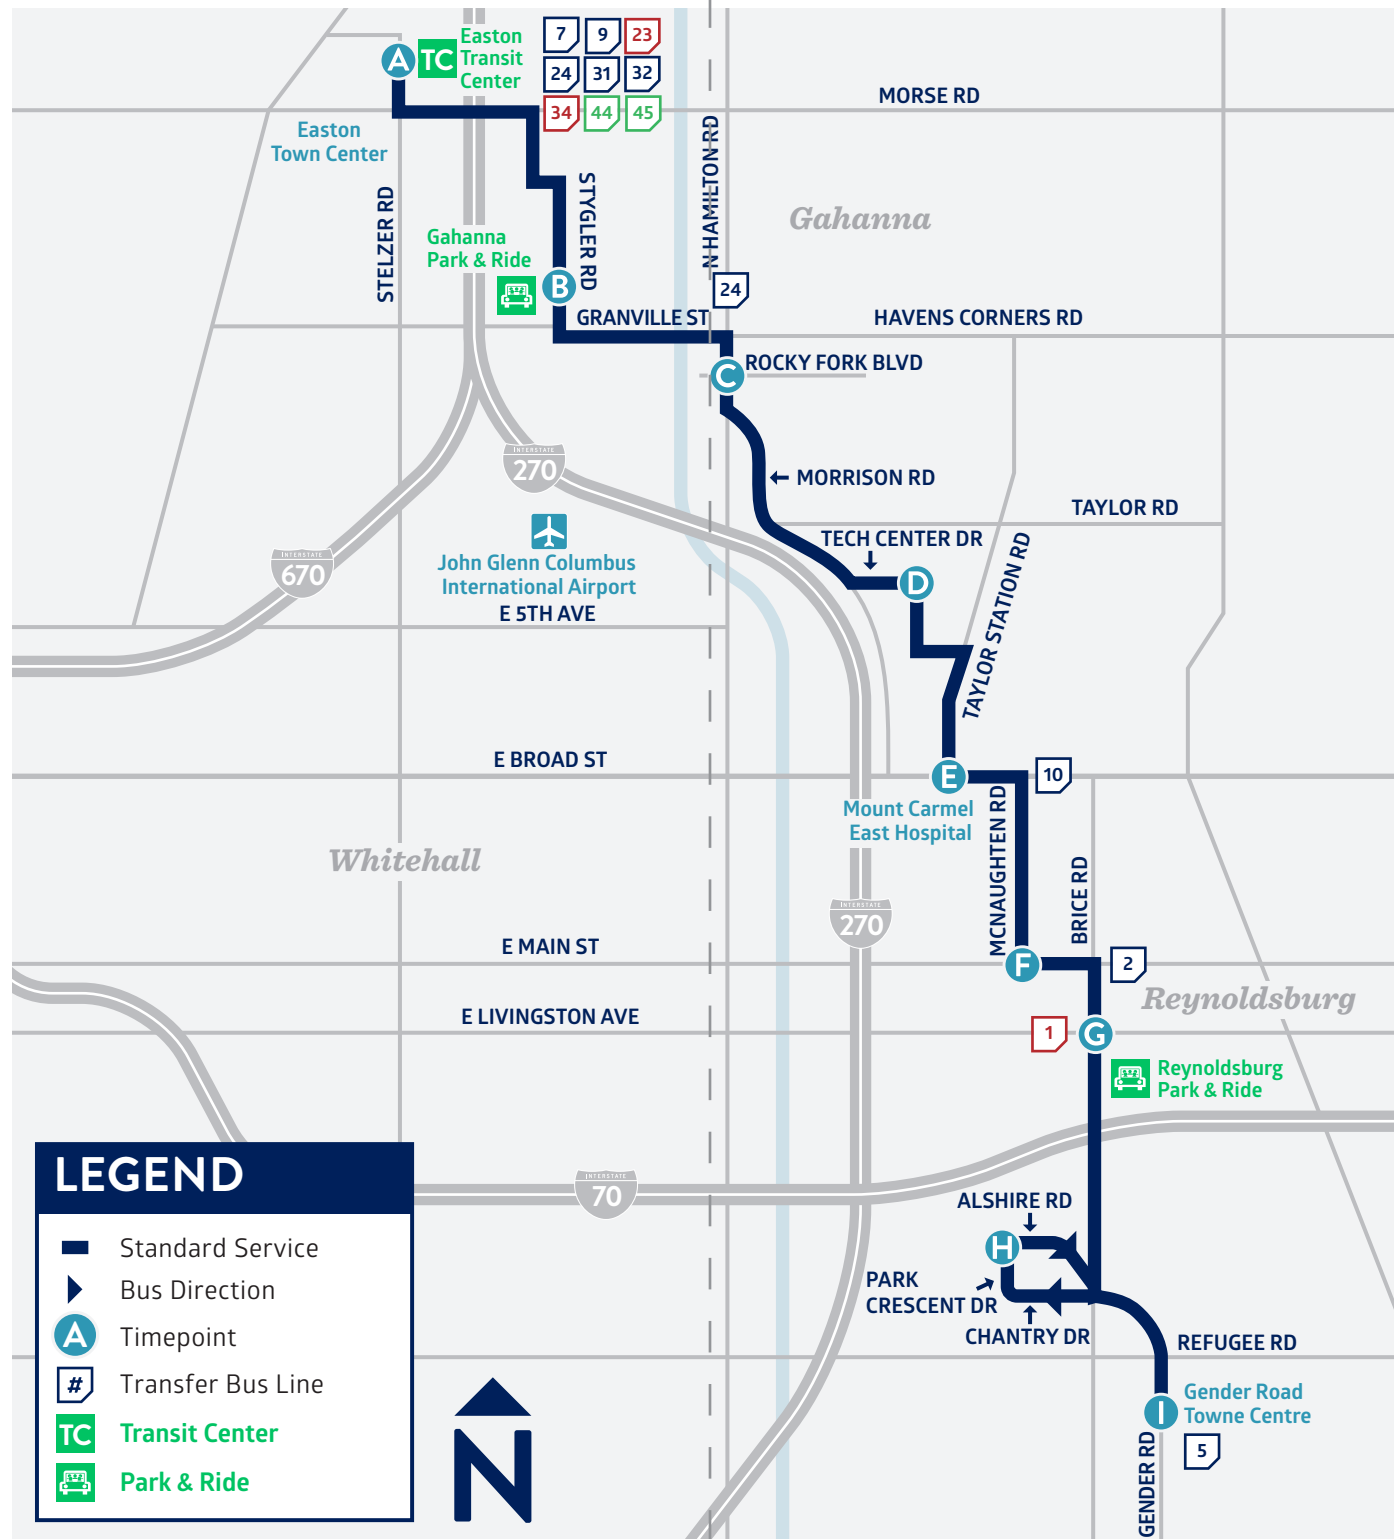 A
TC
Easton
Transit
Center
7
9
23
24
31
32
34
44
45
MORSE RD
Easton
Town Center
STELZER RD
STYGLER RD
N HAMILTON RD
Gahanna
Gahanna
Park & Ride
B
24
GRANVILLE ST
HAVENS CORNERS RD
C
ROCKY FORK BLVD
INTERSTATE
270
MORRISON RD
TAYLOR RD
TECH CENTER DR
INTERSTATE
670
John Glenn Columbus
International Airport
E 5TH AVE
D
TAYLOR STATION RD
E BROAD ST
E
10
Mount Carmel
East Hospital
MCNAUGHTEN RD
Whitehall
BRICE RD
INTERSTATE
270
E MAIN ST
F
2
Reynoldsburg
E LIVINGSTON AVE
1
G
Reynoldsburg
Park & Ride
INTERSTATE
70
ALSHIRE RD
H
PARK
CRESCENT DR
CHANTRY DR
REFUGEE RD
I
Gender Road
Towne Centre
5
GENDER RD
LEGEND
Standard Service
Bus Direction
A
Timepoint
#
Transfer Bus Line
TC
Transit Center
Park & Ride
N